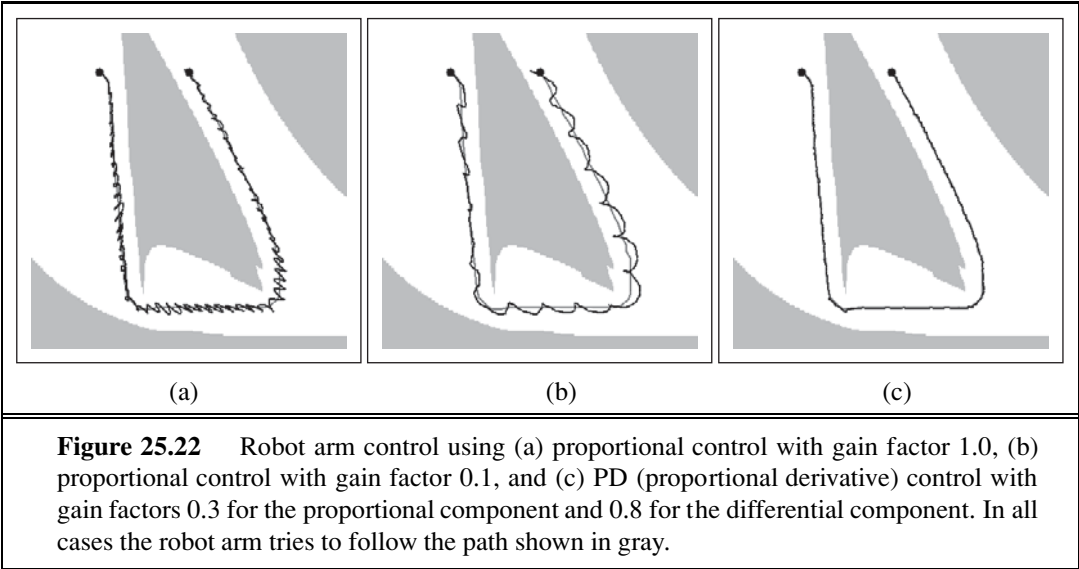 (a) (b) (c)
Figure 25.22 Robot arm control using (a) proportional control with gain factor 1.0, (b)
proportional control with gain factor 0.1, and (c) PD (proportional derivative) control with
gain factors 0.3 for the proportional component and 0.8 for the differential component. In all
cases the robot arm tries to follow the path shown in gray.